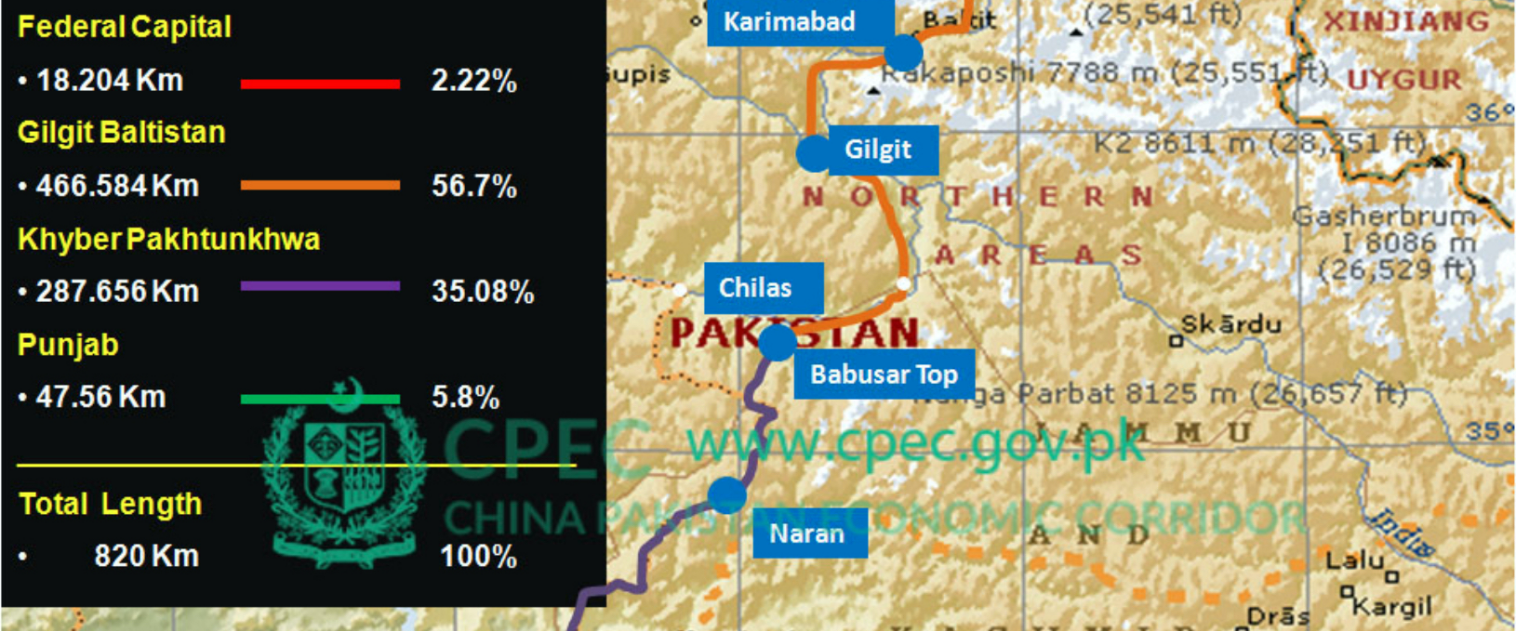 Federal Capital
• 18.204 Km 2.22%
Gilgit Baltistan
• 466.584 Km 56.7%
Khyber Pakhtunkhwa
• 287.656 Km 35.08%
Punjab
• 47.56 Km 5.8%
Total Length
• 820 Km 100%
CPEC
CHINA PAKISTAN ECONOMIC CORRIDOR
www.cpec.gov.pk
Karimabad
(25,541 ft)
XINJIANG
UYGUR
Rakaposhi 7788 m (25,551 ft)
36°
Gilgit
K2 8611 m (28,251 ft)
NORTHERN
AREAS
Gasherbrum
I 8086 m
(26,529 ft)
Chilas
PAKISTAN
Skārdu
Babusar Top
Parbat 8125 m (26,657 ft)
35°
Naran
AND
Indus
Lalu
Kargil
Drās